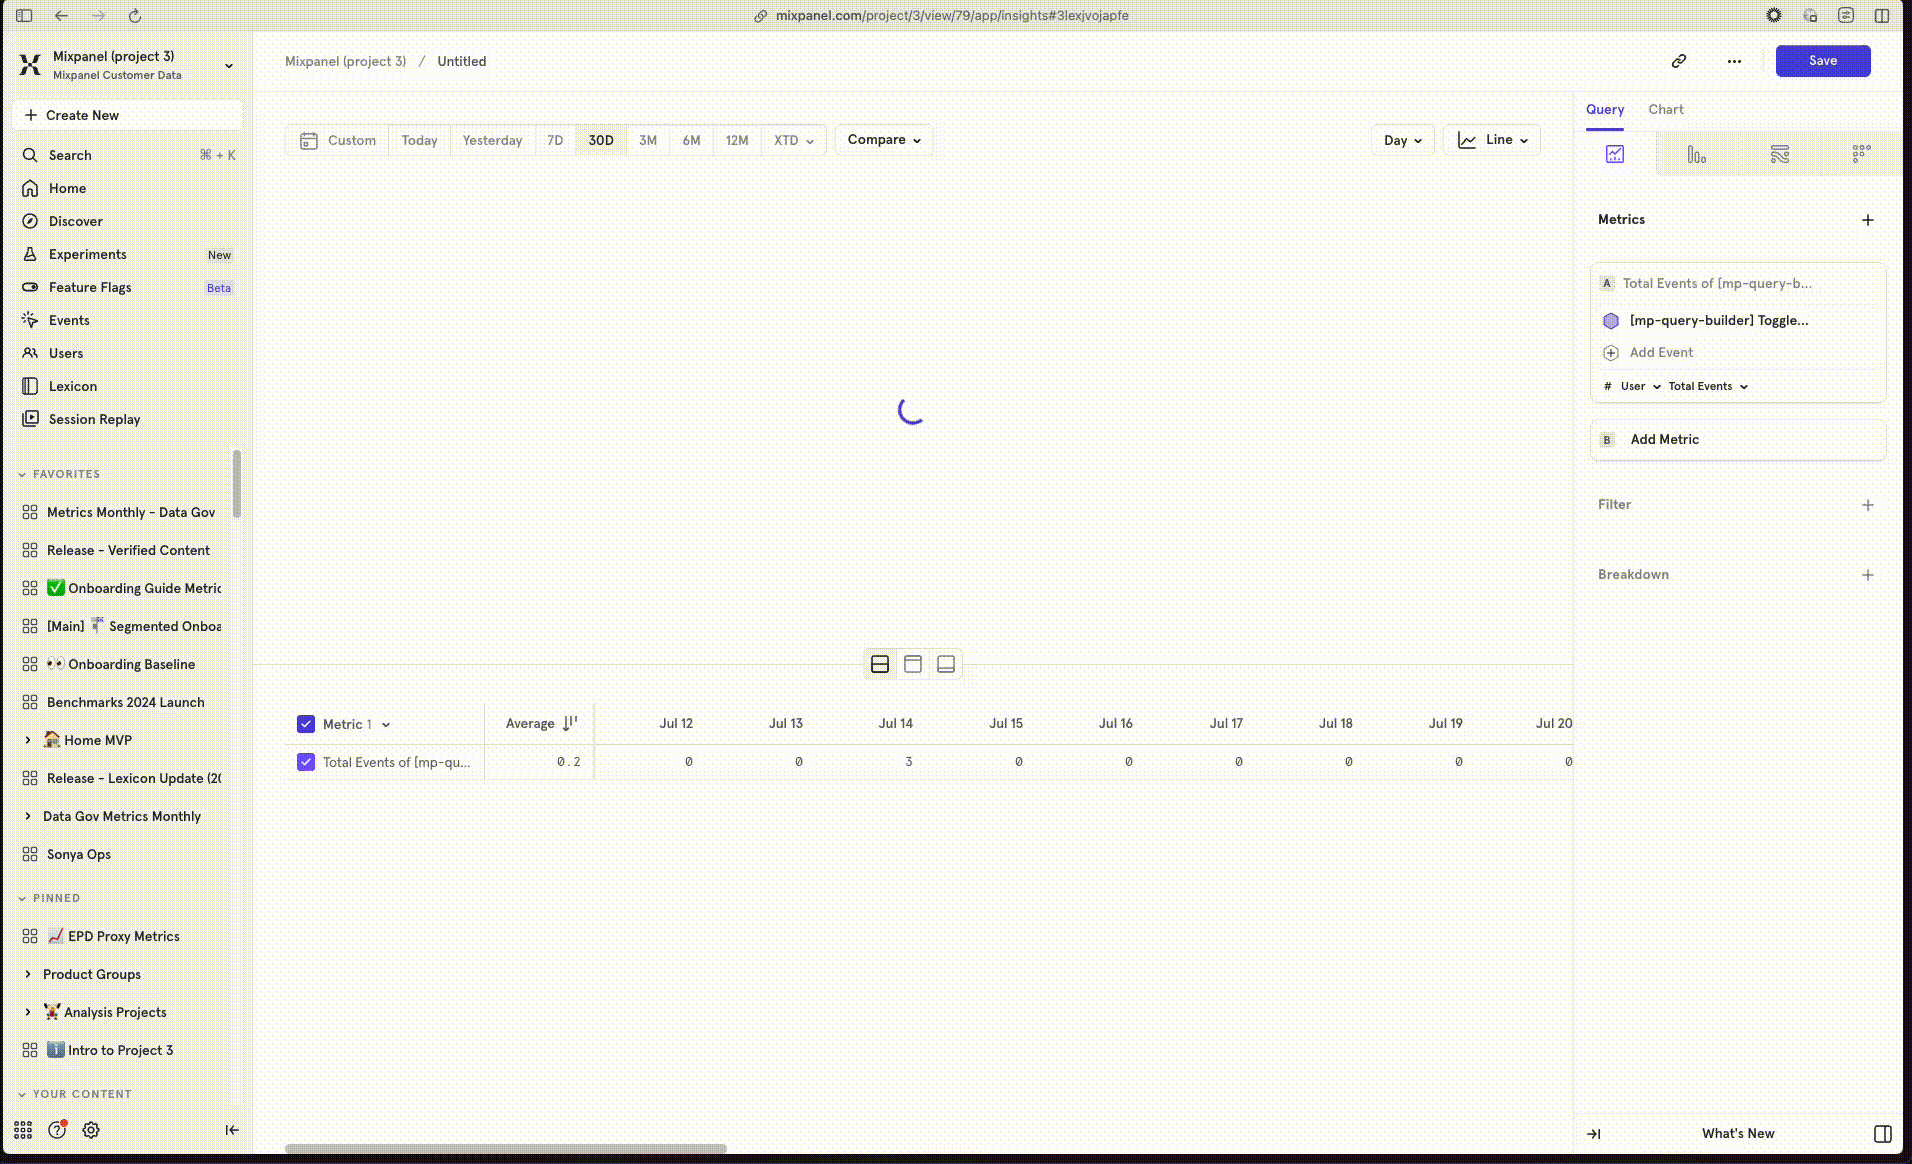 mixpanel.com/project/3/view/79/app/insights#3lexjvojapfe
Mixpanel (project 3)
Mixpanel Customer Data
Create New
Search ⌘ + K
Home
Discover
Experiments New
Feature Flags Beta
Events
Users
Lexicon
Session Replay
FAVORITES
Metrics Monthly - Data Gov
Release - Verified Content
✅ Onboarding Guide Metric
[Main] Segmented Onboa
👀 Onboarding Baseline
Benchmarks 2024 Launch
🏠 Home MVP
Release - Lexicon Update (20
Data Gov Metrics Monthly
Sonya Ops
PINNED
📈 EPD Proxy Metrics
Product Groups
🏋️ Analysis Projects
ℹ️ Intro to Project 3
YOUR CONTENT
Mixpanel (project 3) / Untitled
Save
Custom Today Yesterday 7D 30D 3M 6M 12M XTD Compare
Day Line
Metric 1 Average Jul 12 Jul 13 Jul 14 Jul 15 Jul 16 Jul 17 Jul 18 Jul 19 Jul 20
Total Events of [mp-qu... 0.2 0 0 3 0 0 0 0 0 0
Query Chart
Metrics
A Total Events of [mp-query-b...
[mp-query-builder] Toggle...
Add Event
# User Total Events
B Add Metric
Filter
Breakdown
What's New